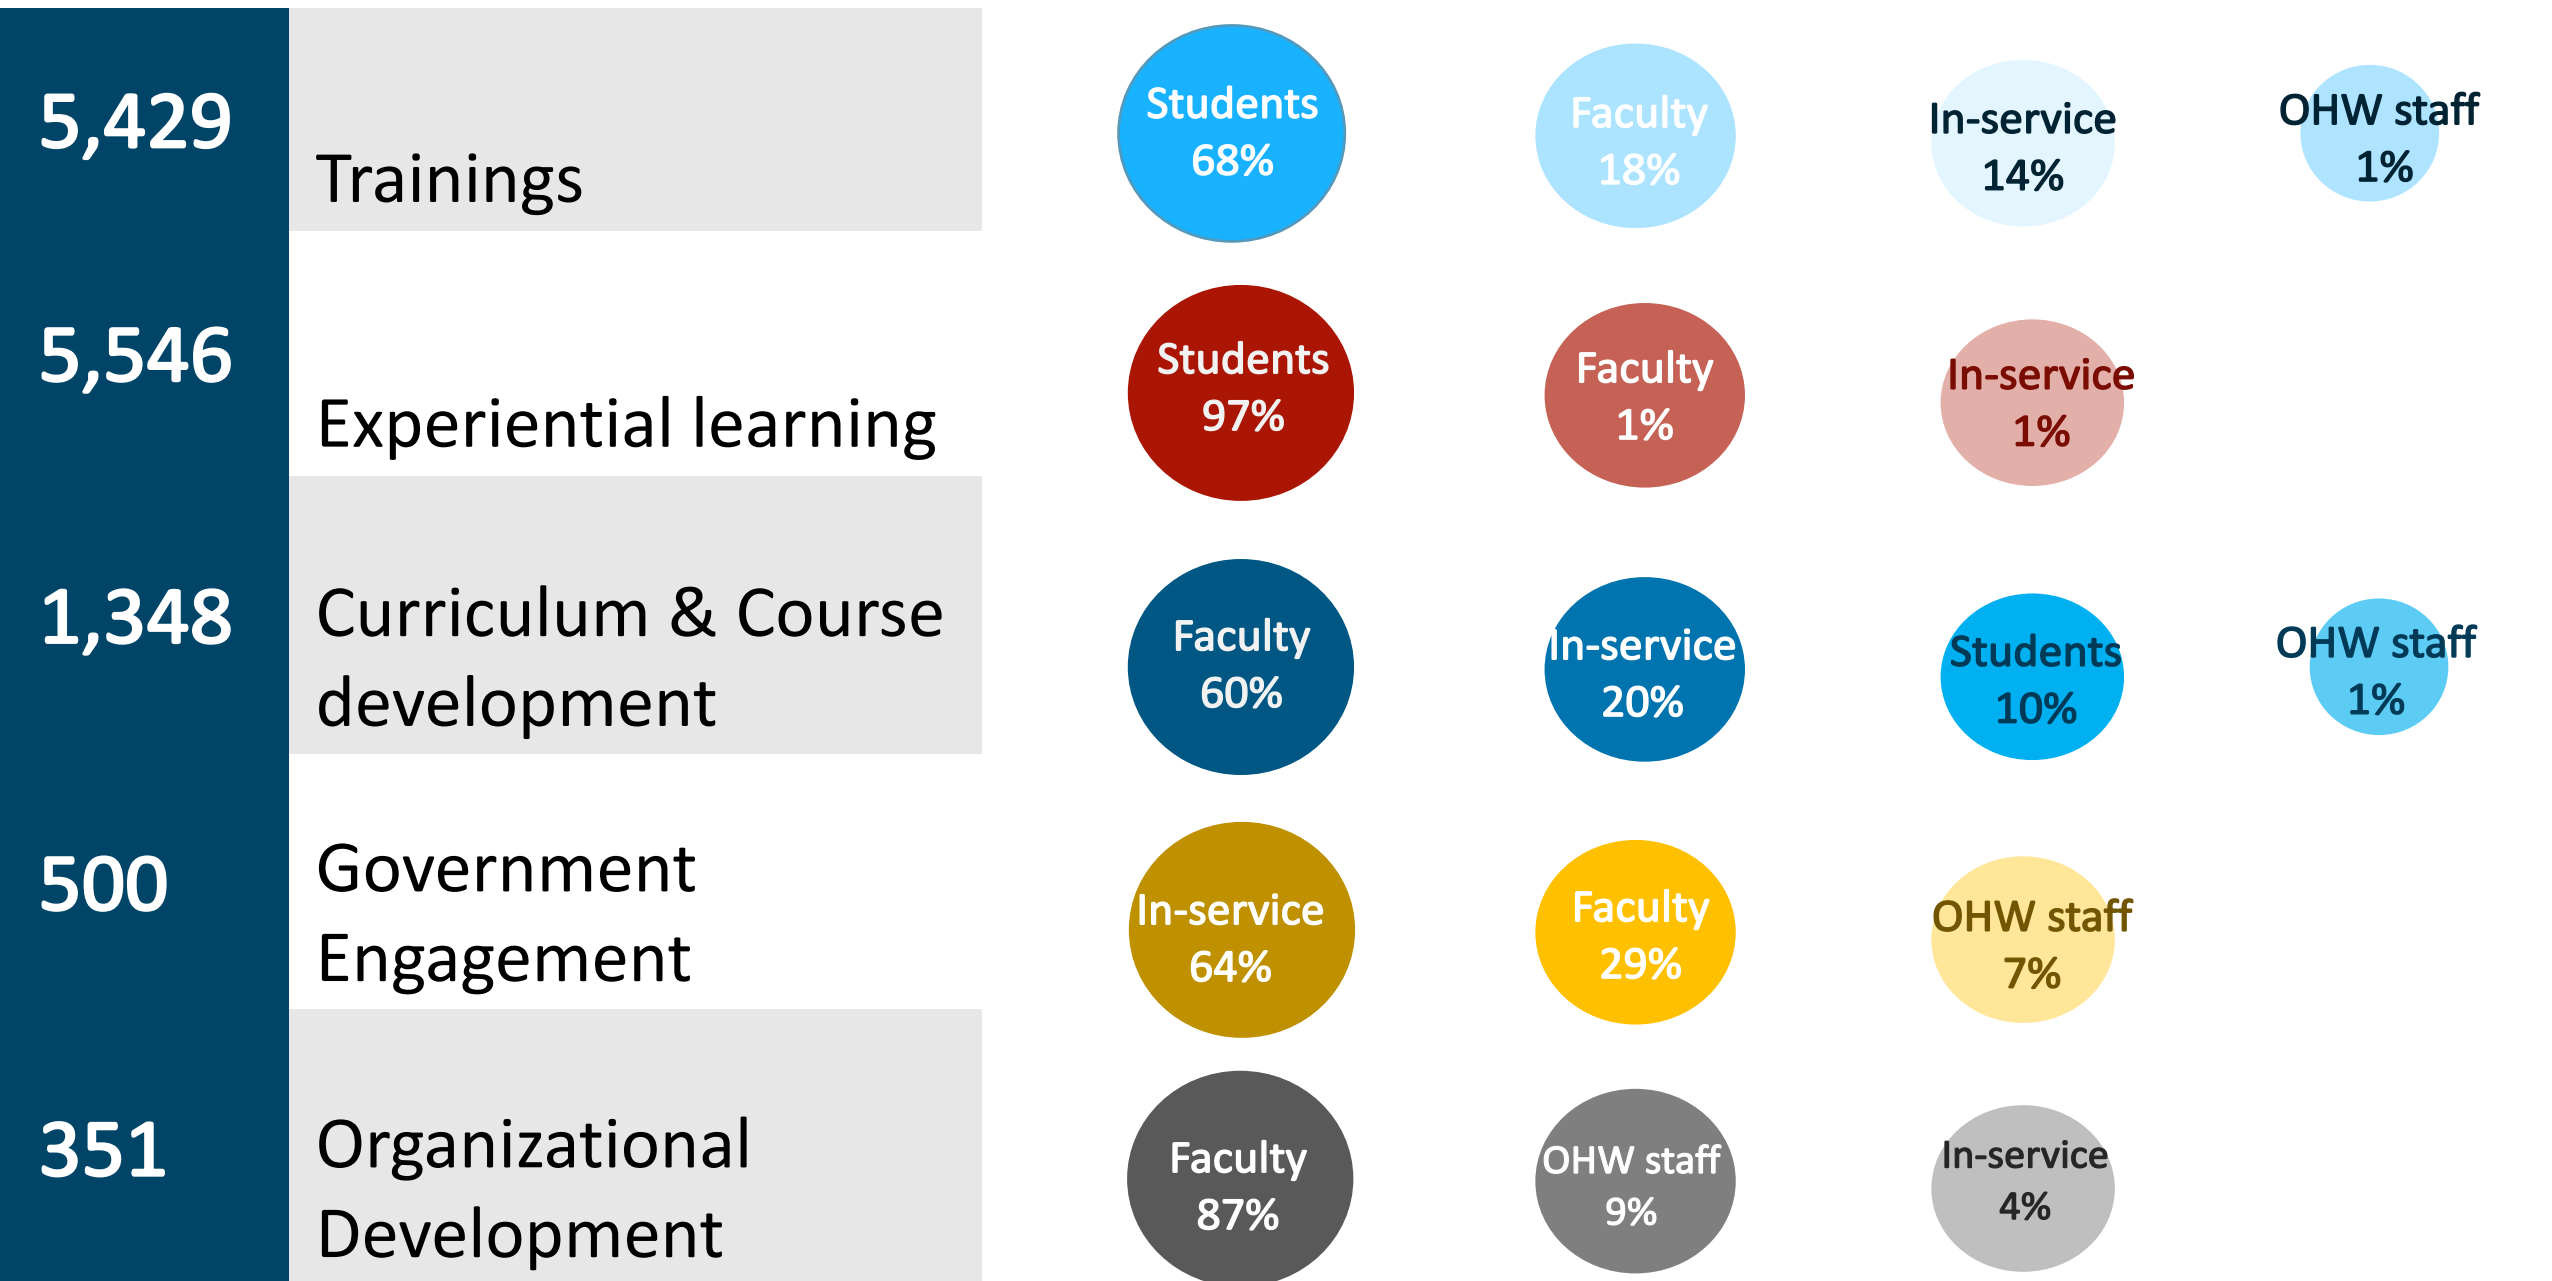 5,429
Trainings
Students
68%
Faculty
18%
In-service
14%
OHW staff
1%
5,546
Experiential learning
Students
97%
Faculty
1%
In-service
1%
1,348
Curriculum & Course
development
Faculty
60%
In-service
20%
Students
10%
OHW staff
1%
500
Government
Engagement
In-service
64%
Faculty
29%
OHW staff
7%
351
Organizational
Development
Faculty
87%
OHW staff
9%
In-service
4%